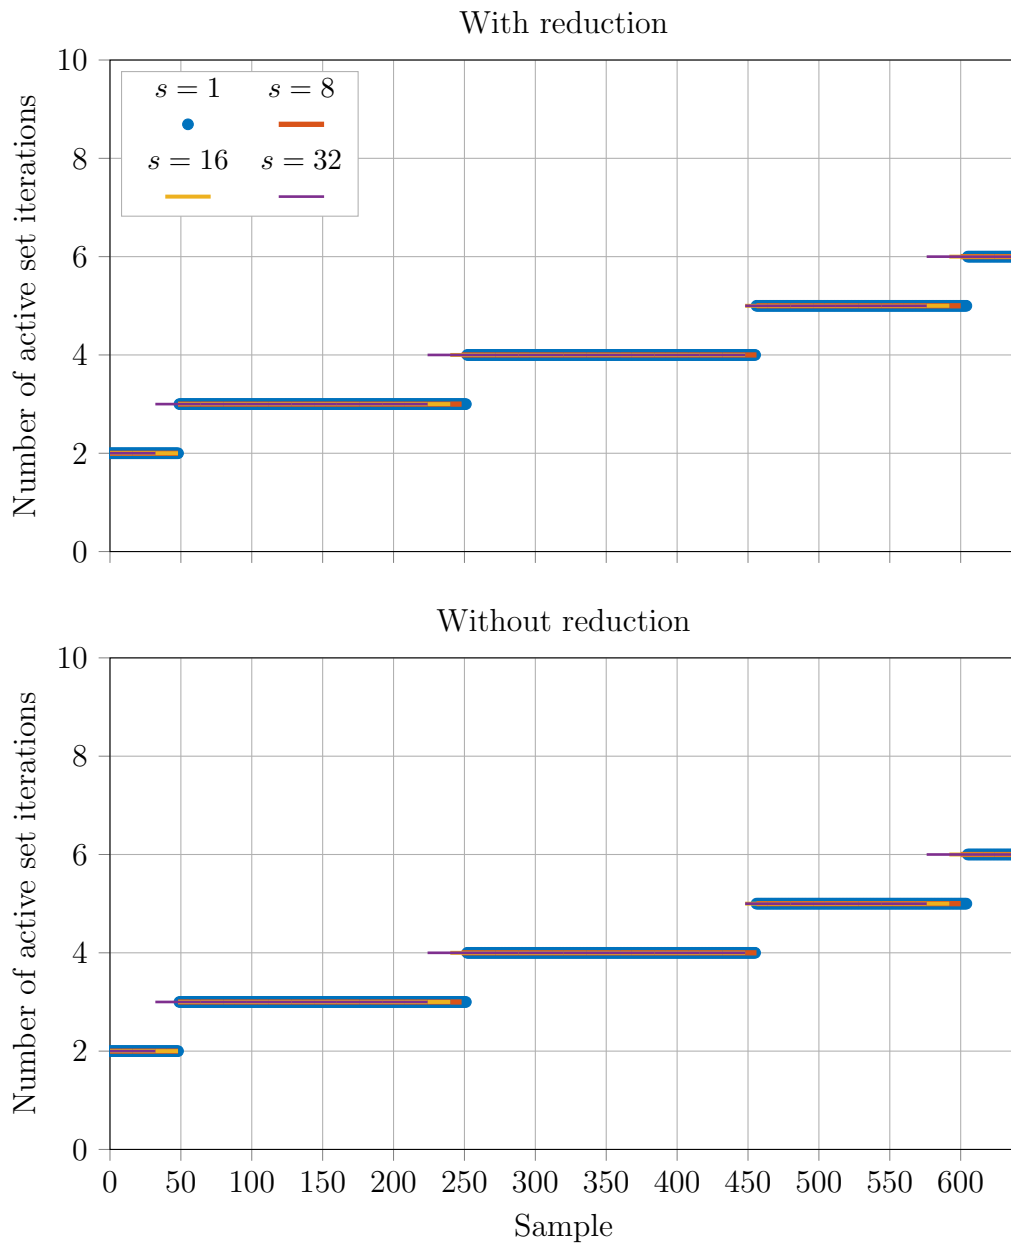 With reduction
Number of active set iterations
10
8
6
4
2
0
s = 1 s = 8
s = 16 s = 32
Without reduction
Number of active set iterations
10
8
6
4
2
0
0 50 100 150 200 250 300 350 400 450 500 550 600
Sample